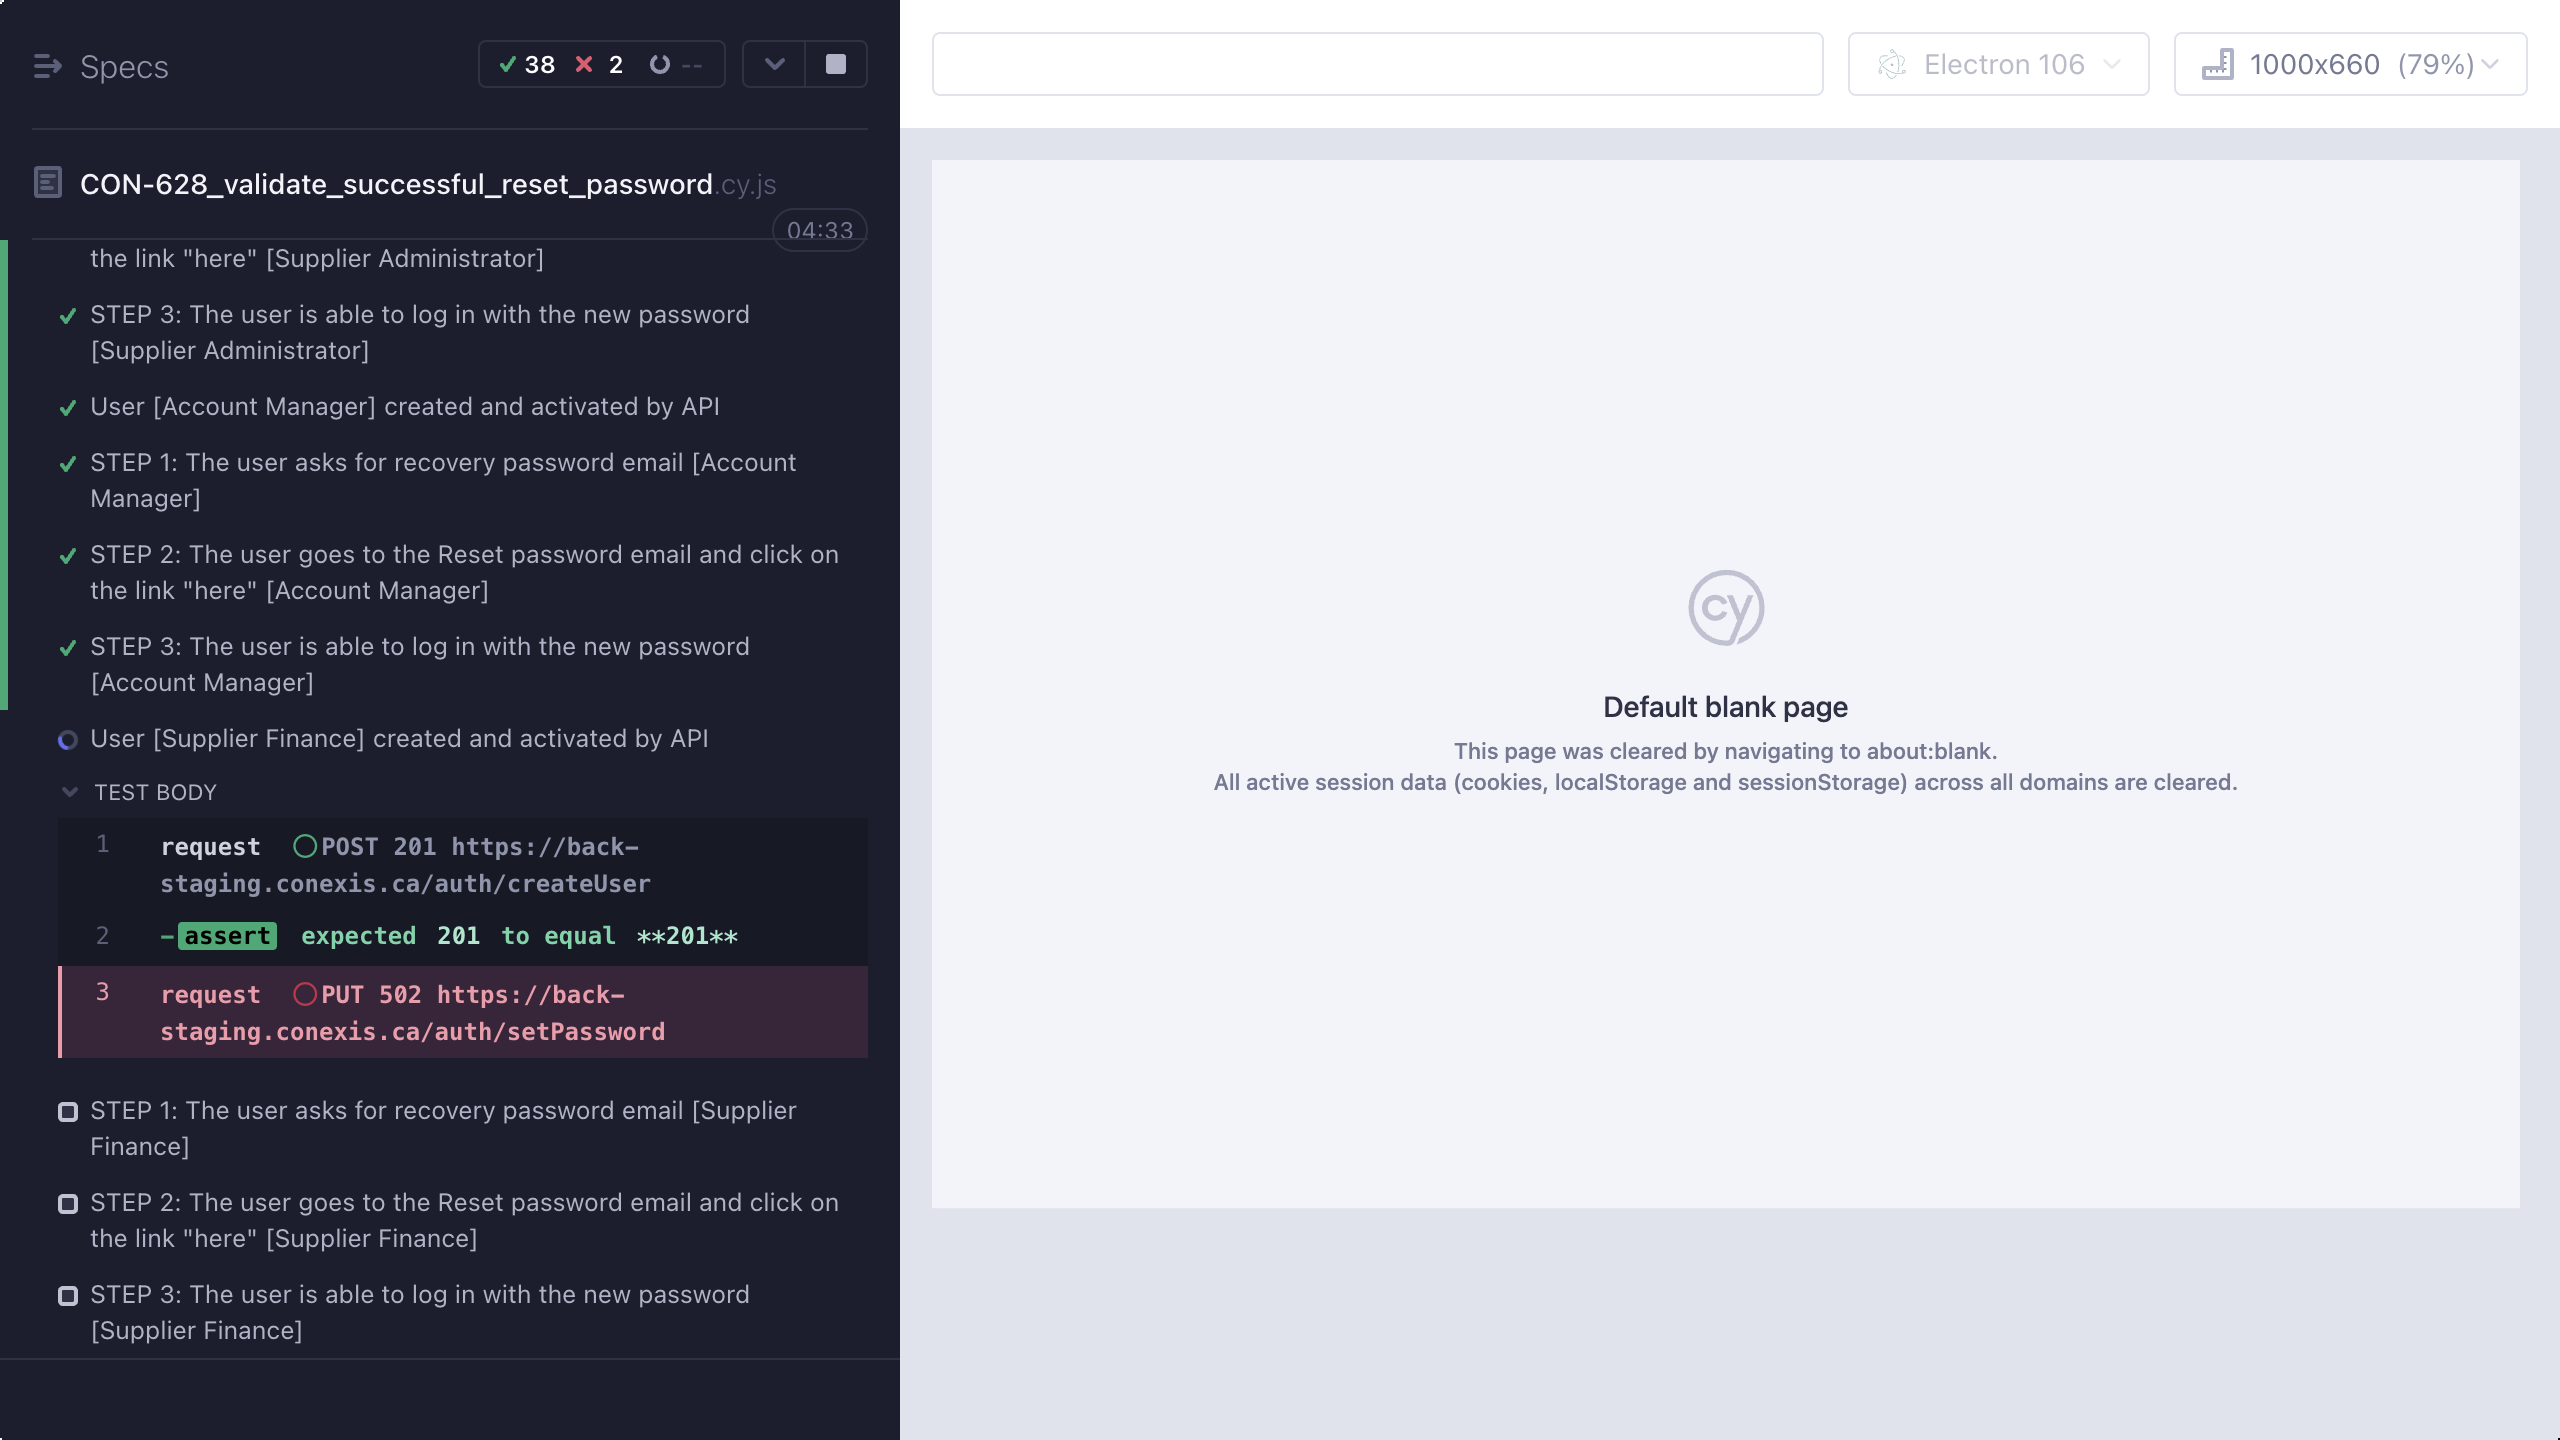 Specs
38 2 --
CON-628_validate_successful_reset_password.cy.js
04:33
the link "here" [Supplier Administrator]
STEP 3: The user is able to log in with the new password
[Supplier Administrator]
User [Account Manager] created and activated by API
STEP 1: The user asks for recovery password email [Account
Manager]
STEP 2: The user goes to the Reset password email and click on
the link "here" [Account Manager]
STEP 3: The user is able to log in with the new password
[Account Manager]
User [Supplier Finance] created and activated by API
TEST BODY
1 request POST 201 https://back-
staging.conexis.ca/auth/createUser
2 -assert expected 201 to equal **201**
3 request PUT 502 https://back-
staging.conexis.ca/auth/setPassword
STEP 1: The user asks for recovery password email [Supplier
Finance]
STEP 2: The user goes to the Reset password email and click on
the link "here" [Supplier Finance]
STEP 3: The user is able to log in with the new password
[Supplier Finance]
Electron 106
1000x660 (79%)
cy
Default blank page
This page was cleared by navigating to about:blank.
All active session data (cookies, localStorage and sessionStorage) across all domains are cleared.